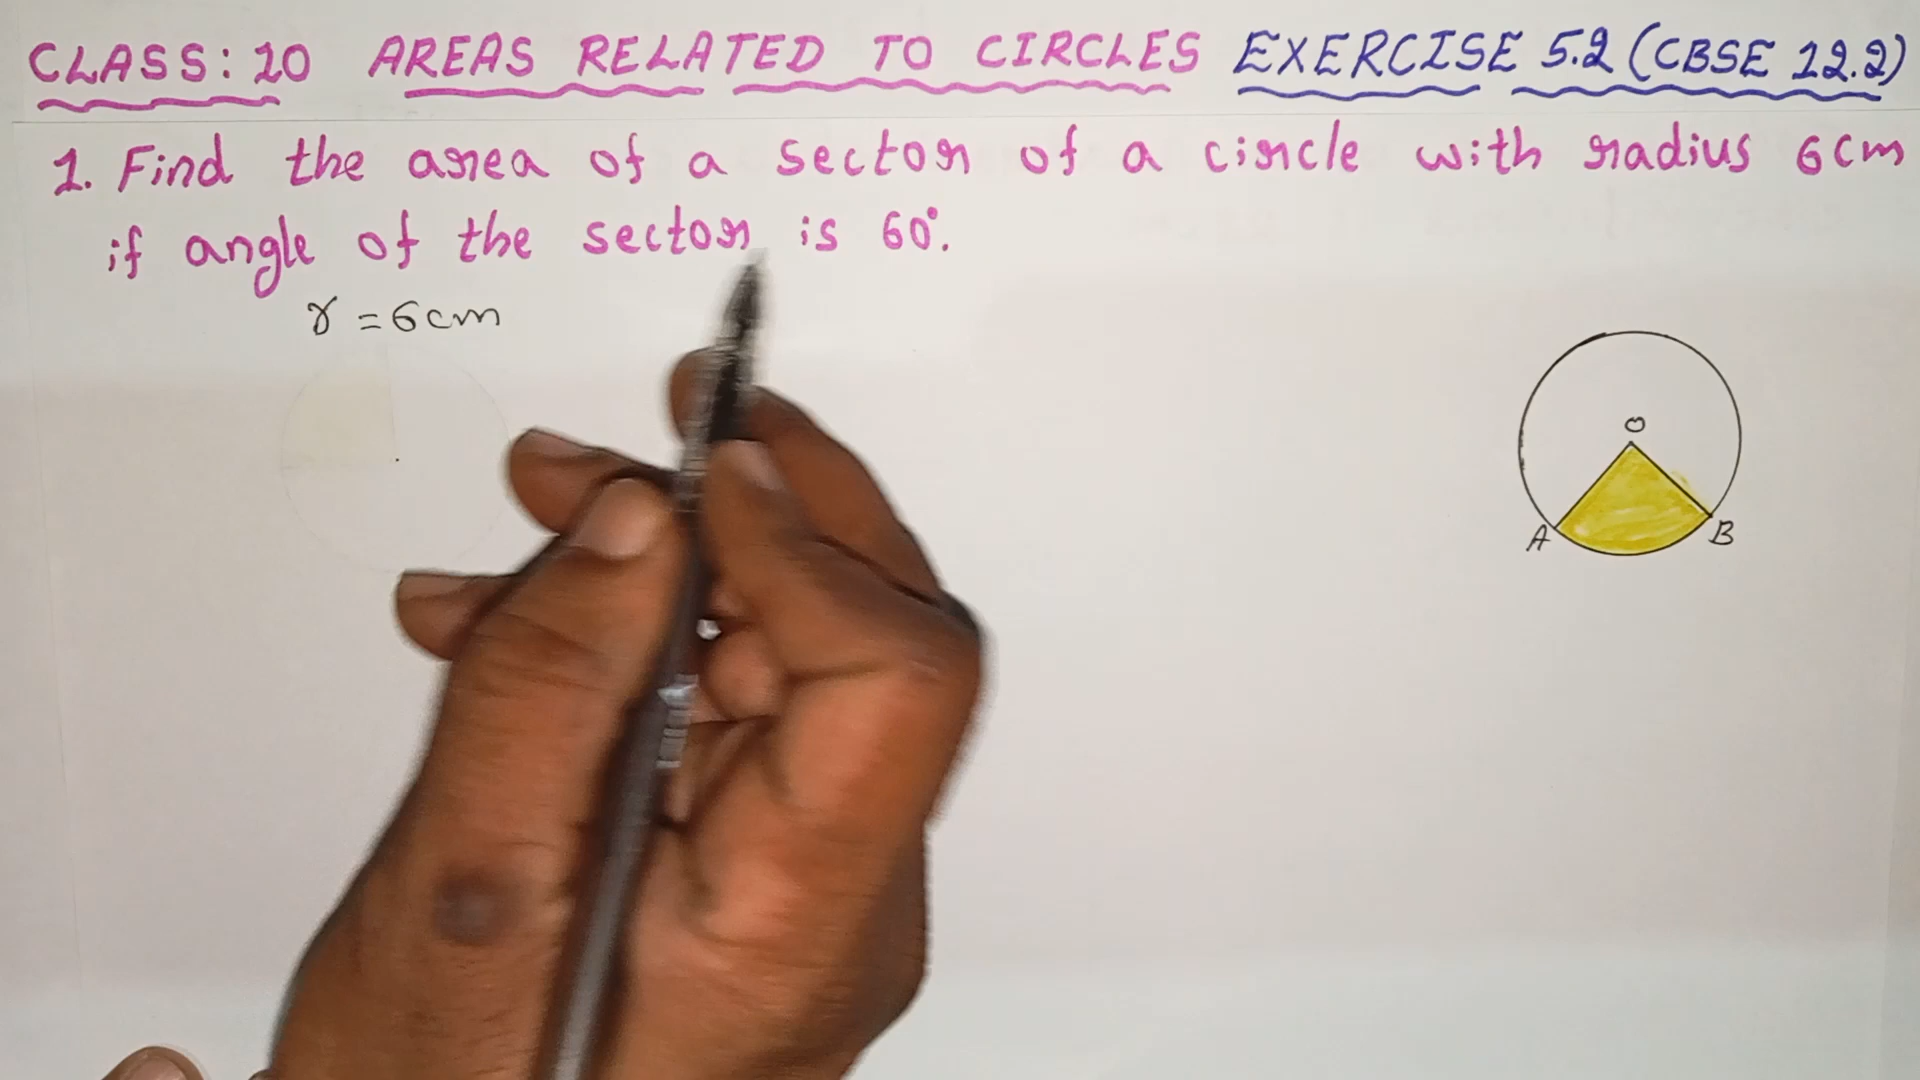 CLASS: 10 AREAS RELATED TO CIRCLES EXERCISE 5.2 (CBSE 12.2)
1. Find the area of a sector of a circle with radius 6cm
if angle of the sector is 60°.
r = 6cm
O
A
B